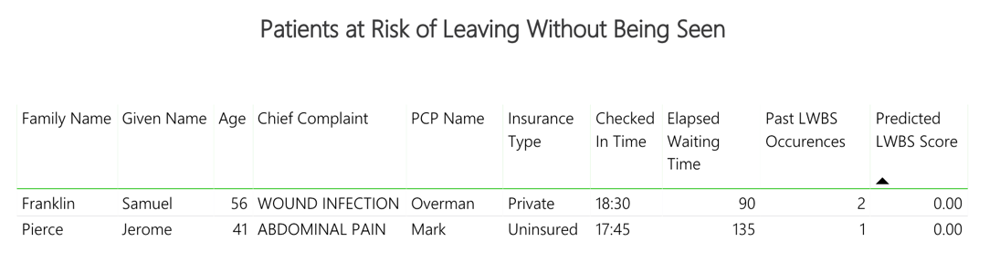 Patients at Risk of Leaving Without Being Seen
Family Name Given Name Age Chief Complaint PCP Name Insurance Type Checked In Time Elapsed Waiting Time Past LWBS Occurences Predicted LWBS Score
Franklin Samuel 56 WOUND INFECTION Overman Private 18:30 90 2 0.00
Pierce Jerome 41 ABDOMINAL PAIN Mark Uninsured 17:45 135 1 0.00